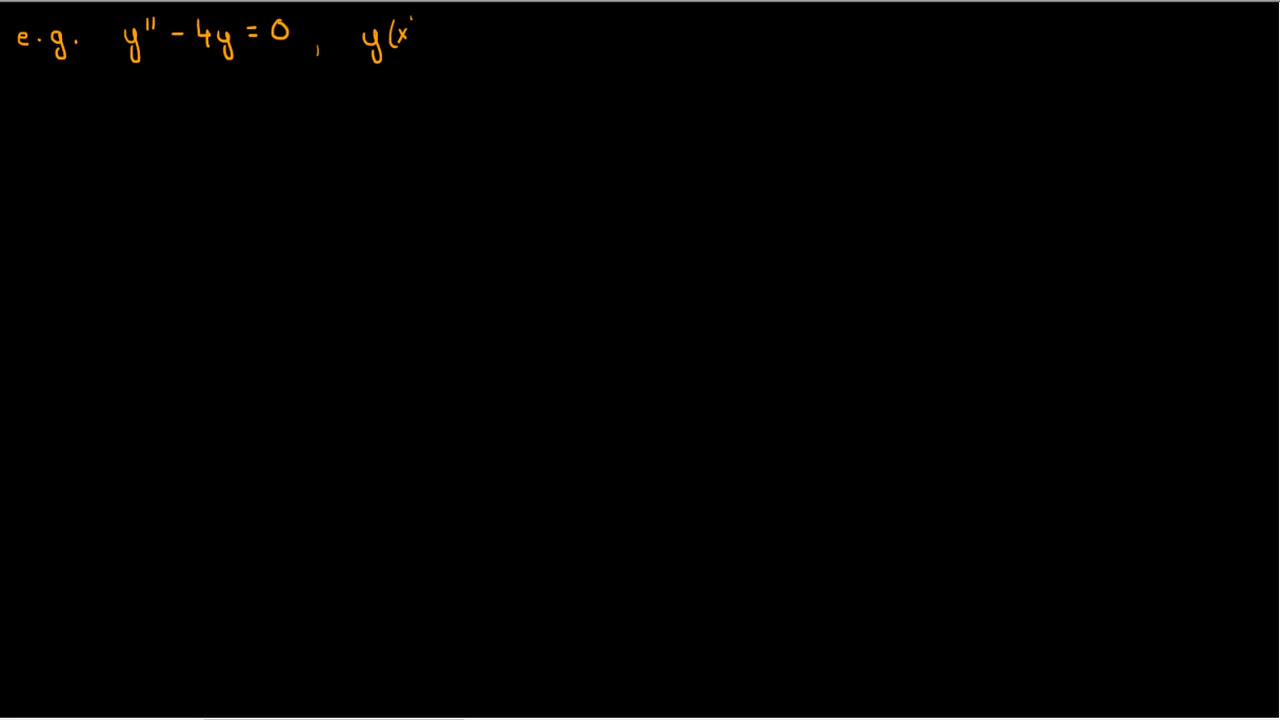 e.g. y'' - 4y = 0 , y(x